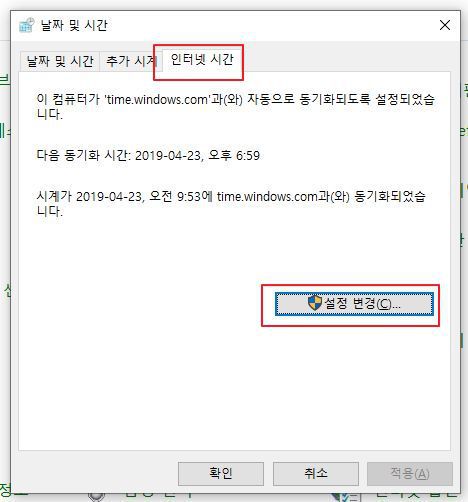 날짜 및 시간
날짜 및 시간 추가 시계 인터넷 시간
이 컴퓨터가 'time.windows.com'과(와) 자동으로 동기화되도록 설정되었습
니다.
다음 동기화 시간: 2019-04-23, 오후 6:59
시계가 2019-04-23, 오전 9:53에 time.windows.com과(와) 동기화되었습
니다.
설정 변경(C)...
확인 취소 적용(A)